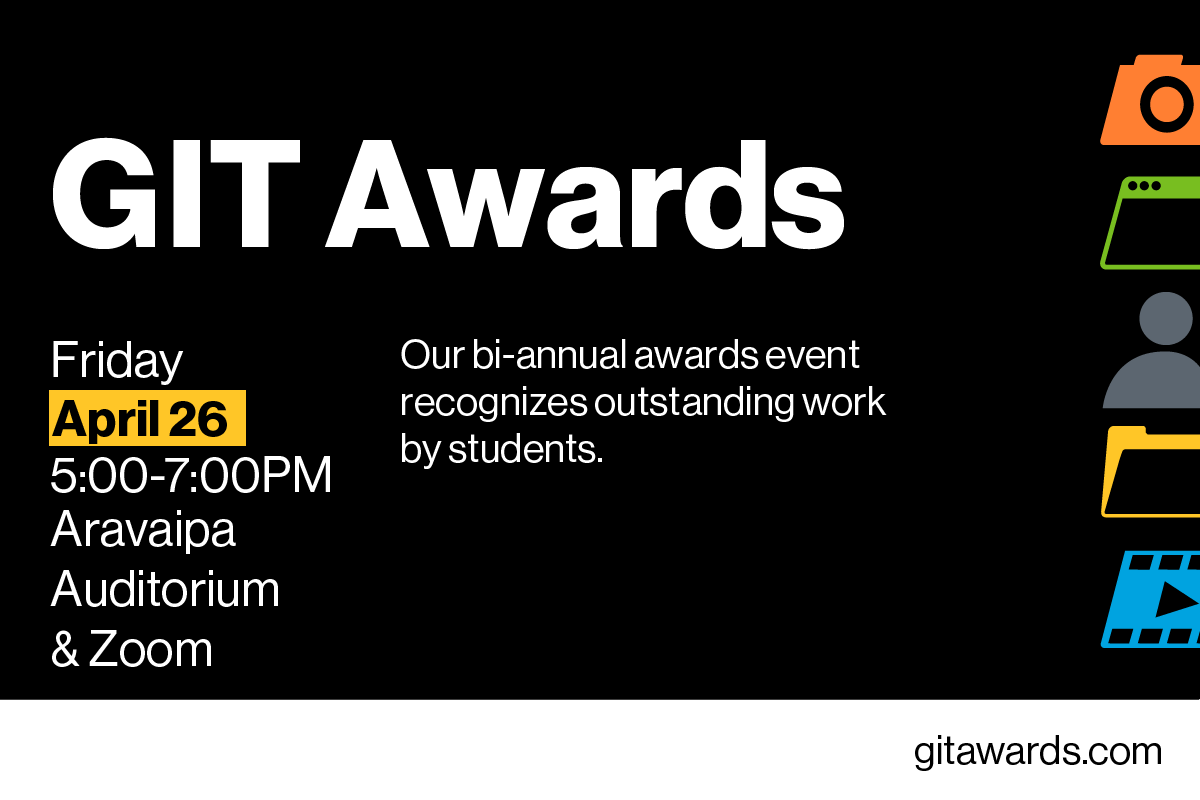 GIT Awards
Friday
April 26
5:00-7:00PM
Aravaipa
Auditorium
& Zoom
Our bi-annual awards event
recognizes outstanding work
by students.
gitawards.com